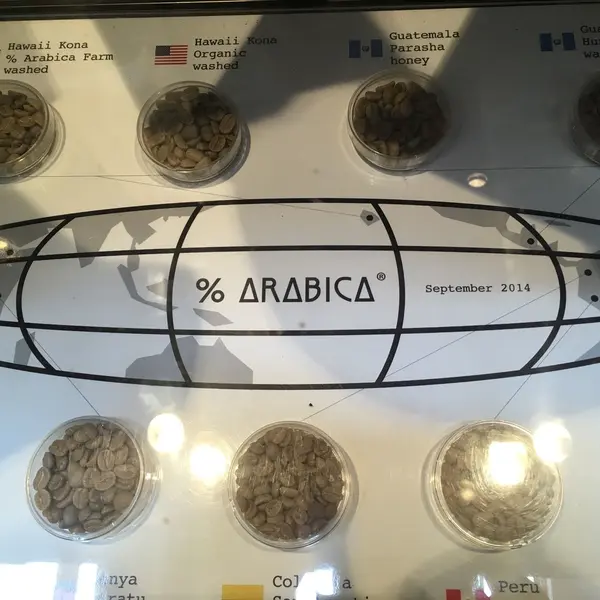 Hawaii Kona
% Arabica Farm
washed
Hawaii Kona
Organic
washed
Guatemala
Parasha
honey
% ARABICA®
September 2014
Peru